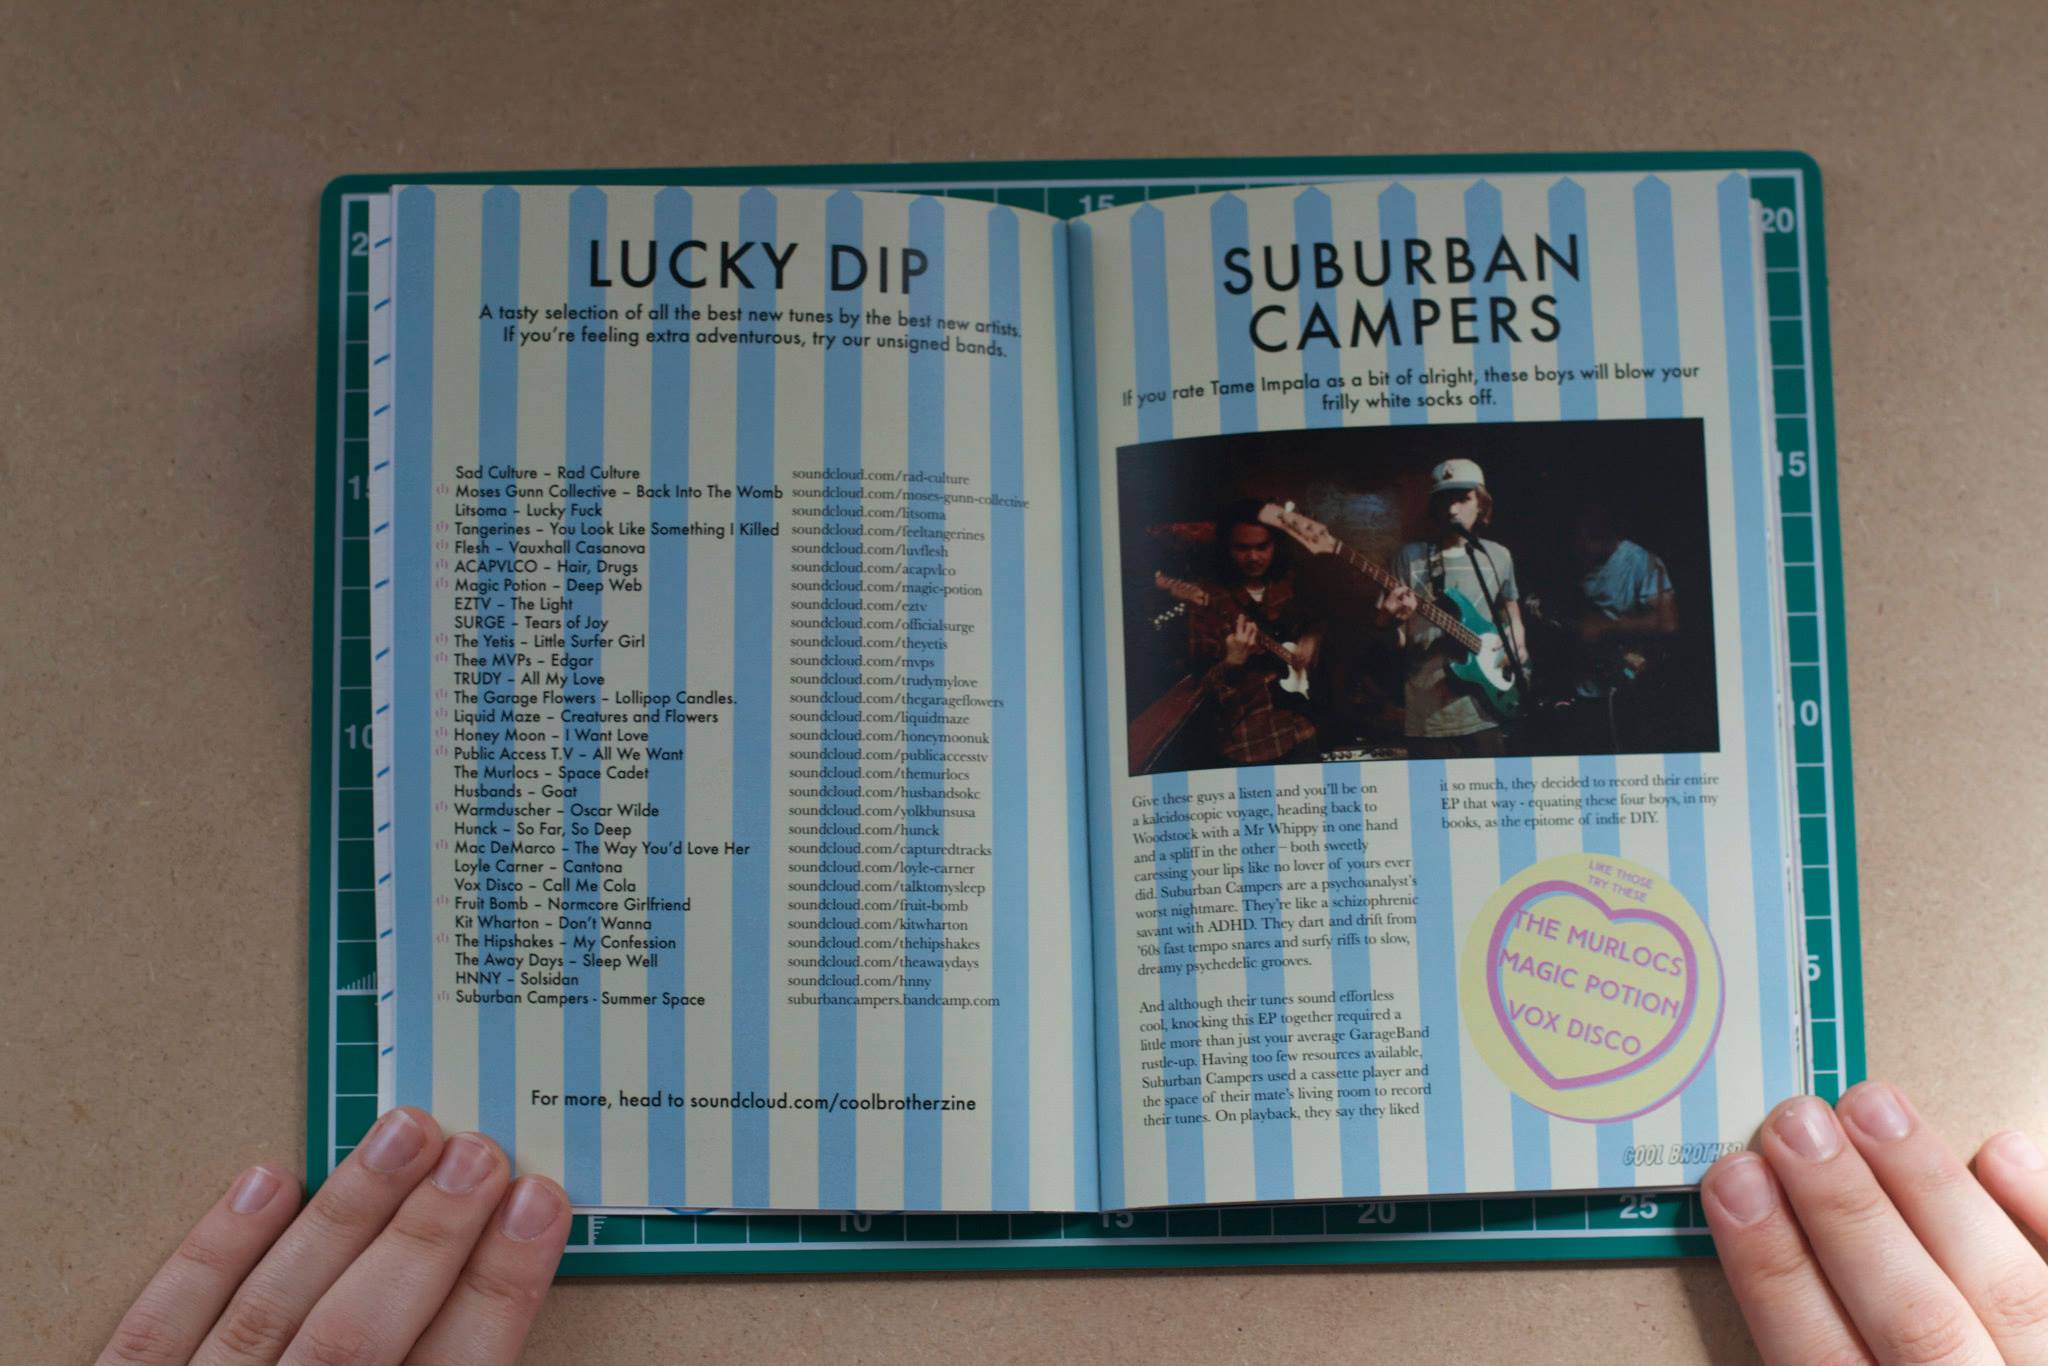 LUCKY DIP
A tasty selection of all the best new tunes by the best new artists.
If you're feeling extra adventurous, try our unsigned bands.
Sad Culture – Rad Culture soundcloud.com/rad-culture
Moses Gunn Collective – Back Into The Womb soundcloud.com/moses-gunn-collective
Litsoma – Lucky Fuck soundcloud.com/litsoma
Tangerines – You Look Like Something I Killed soundcloud.com/feeltangerines
Flesh – Vauxhall Casanova soundcloud.com/luvflesh
ACAPVLCO – Hair, Drugs soundcloud.com/acapvlco
Magic Potion – Deep Web soundcloud.com/magic-potion
EZTV – The Light soundcloud.com/eztv
SURGE – Tears of Joy soundcloud.com/officialsurge
The Yetis – Little Surfer Girl soundcloud.com/theyetis
Thee MVPs – Edgar soundcloud.com/mvps
TRUDY – All My Love soundcloud.com/trudymylove
The Garage Flowers – Lollipop Candles. soundcloud.com/thegarageflowers
Liquid Maze – Creatures and Flowers soundcloud.com/liquidmaze
Honey Moon – I Want Love soundcloud.com/honeymoonuk
Public Access T.V – All We Want soundcloud.com/publicaccesstv
The Murlocs – Space Cadet soundcloud.com/themurlocs
Husbands – Goat soundcloud.com/husbandsokc
Warmduscher – Oscar Wilde soundcloud.com/yolkbunsusa
Hunck – So Far, So Deep soundcloud.com/hunck
Mac DeMarco – The Way You'd Love Her soundcloud.com/capturedtracks
Loyle Carner – Cantona soundcloud.com/loyle-carner
Vox Disco – Call Me Cola soundcloud.com/talktomysleep
Fruit Bomb – Normcore Girlfriend soundcloud.com/fruit-bomb
Kit Wharton – Don't Wanna soundcloud.com/kitwharton
The Hipshakes – My Confession soundcloud.com/thehipshakes
The Away Days – Sleep Well soundcloud.com/theawaydays
HNNY – Solsidan soundcloud.com/hnny
Suburban Campers - Summer Space suburbancampers.bandcamp.com
For more, head to soundcloud.com/coolbrotherzine
SUBURBAN
CAMPERS
If you rate Tame Impala as a bit of alright, these boys will blow your
frilly white socks off.
Give these guys a listen and you'll be on
a kaleidoscopic voyage, heading back to
Woodstock with a Mr Whippy in one hand
and a spliff in the other – both sweetly
caressing your lips like no lover of yours ever
did. Suburban Campers are a psychoanalyst's
worst nightmare. They're like a schizophrenic
savant with ADHD. They dart and drift from
'60s fast tempo snares and surfy riffs to slow,
dreamy psychedelic grooves.
And although their tunes sound effortless
cool, knocking this EP together required a
little more than just your average GarageBand
rustle-up. Having too few resources available,
Suburban Campers used a cassette player and
the space of their mate's living room to record
their tunes. On playback, they say they liked
it so much, they decided to record their entire
EP that way - equating these four boys, in my
books, as the epitome of indie DIY.
LIKE THOSE
TRY THESE
THE MURLOCS
MAGIC POTION
VOX DISCO
COOL BROTHER
15
20
15
15
10
10
5
10
15
20
25